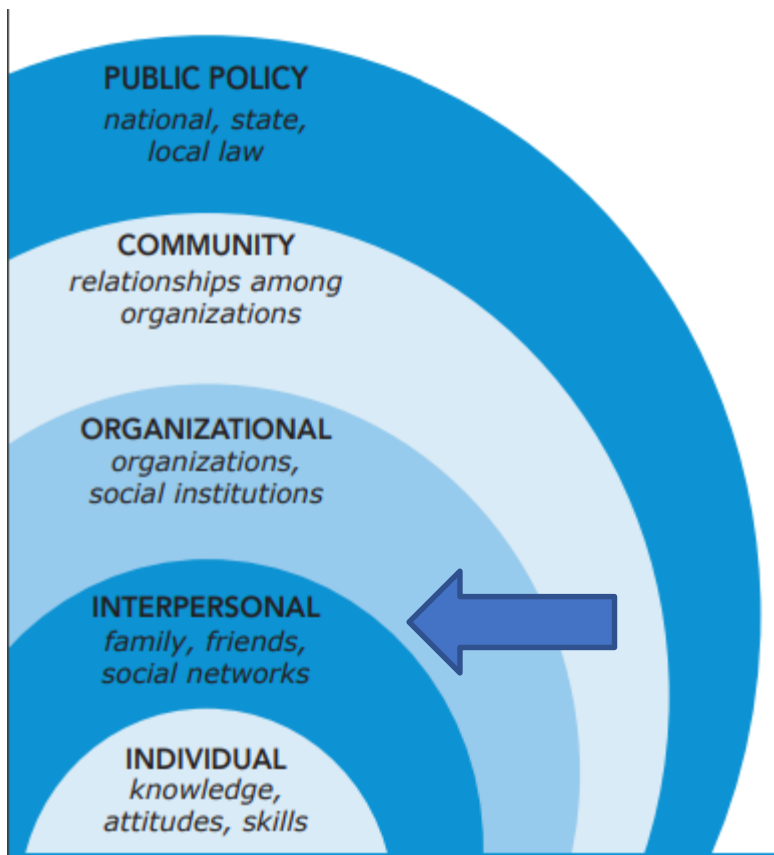 PUBLIC POLICY
national, state,
local law
COMMUNITY
relationships among
organizations
ORGANIZATIONAL
organizations,
social institutions
INTERPERSONAL
family, friends,
social networks
INDIVIDUAL
knowledge,
attitudes, skills